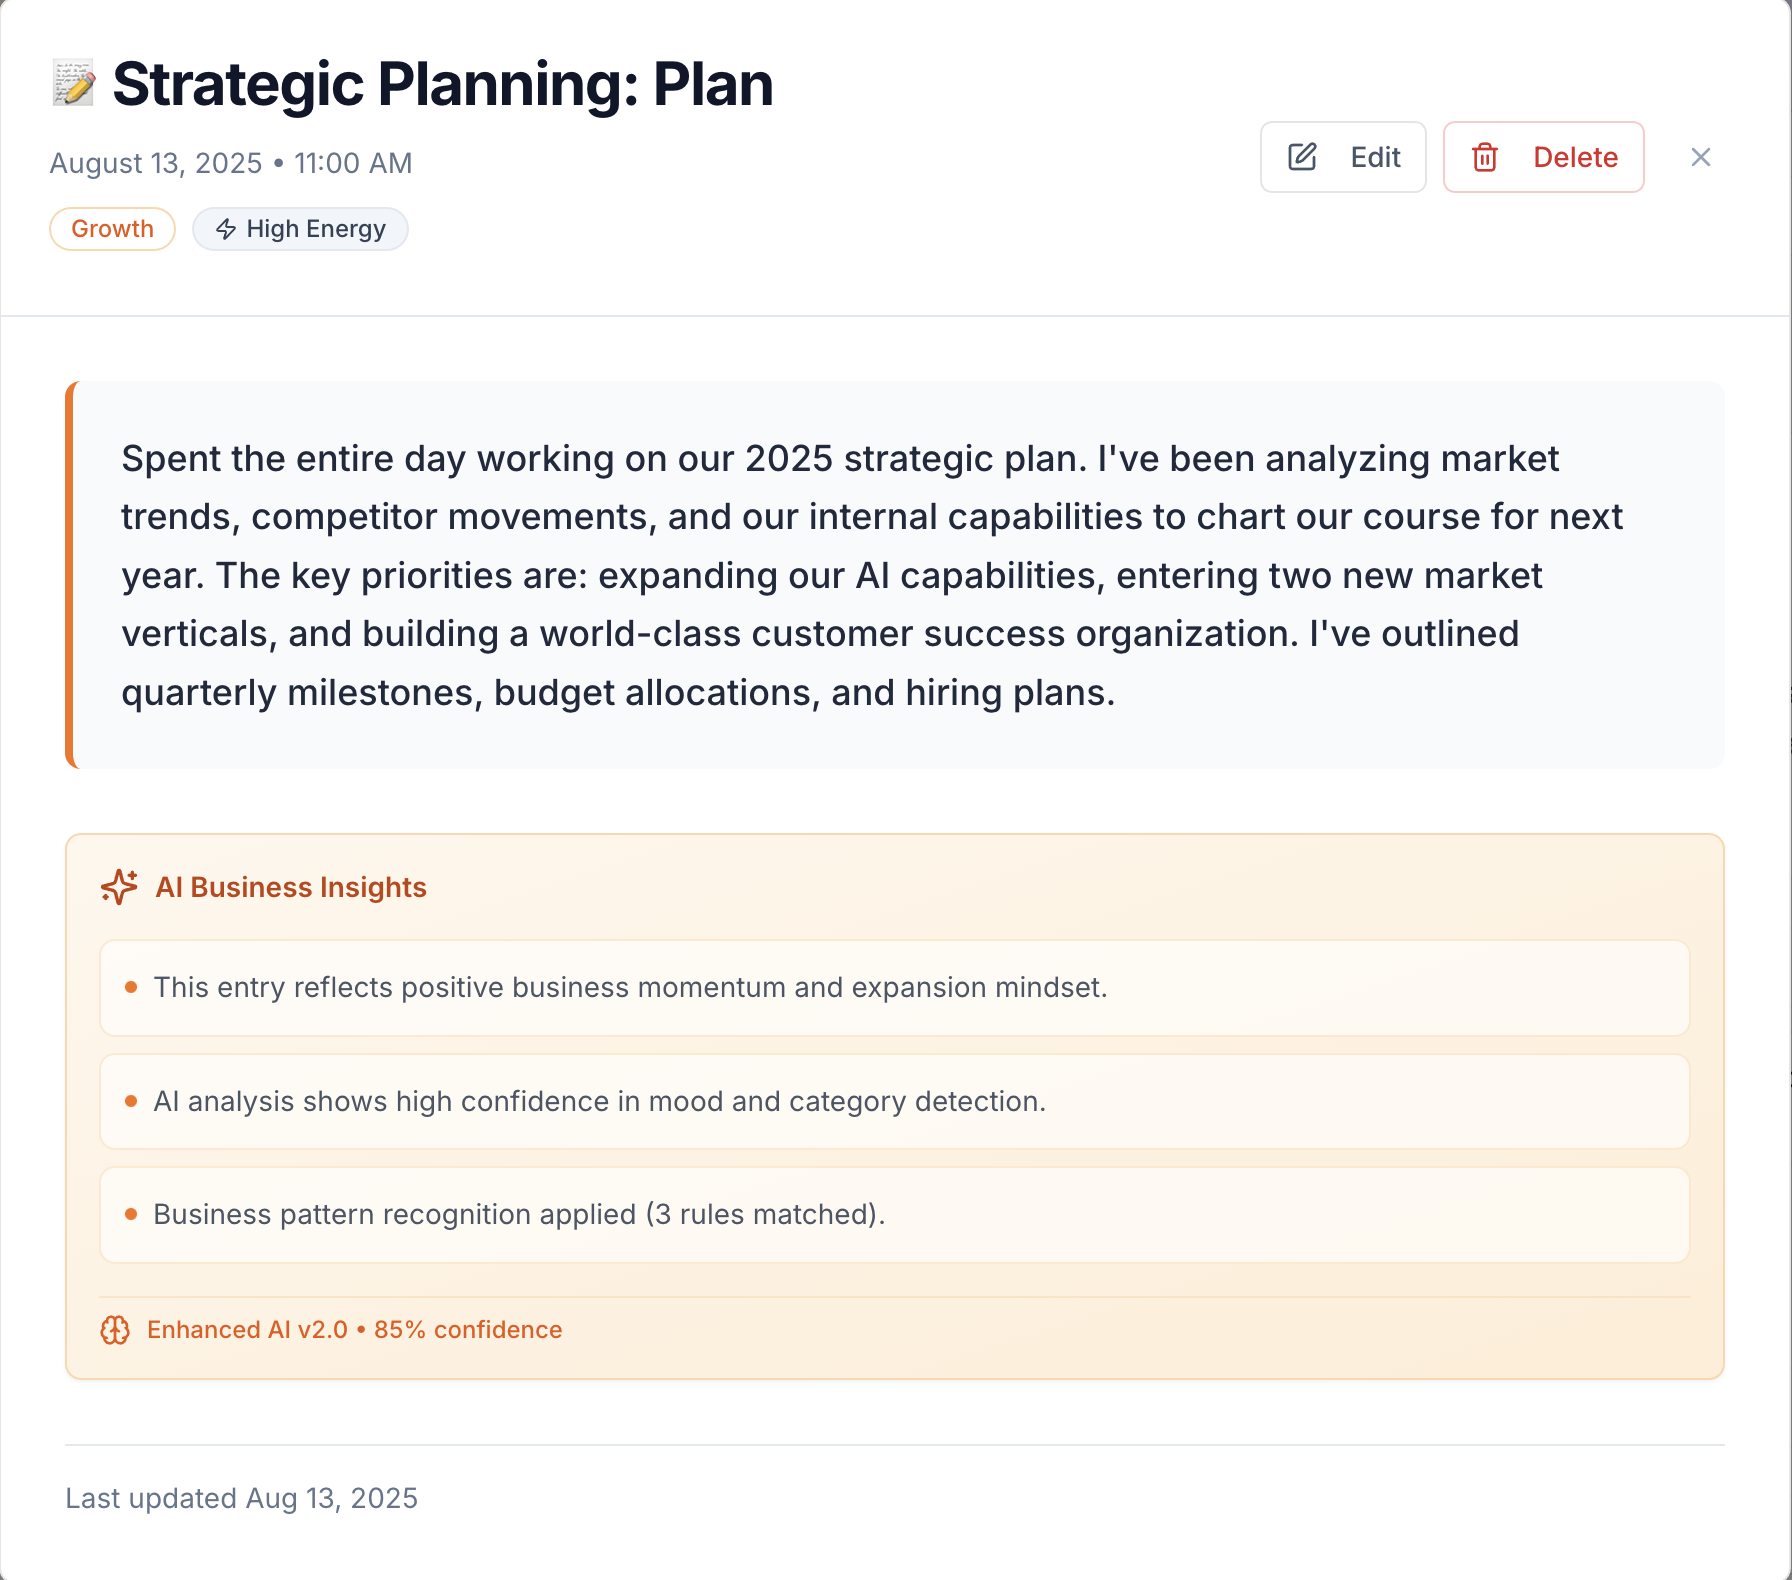 Strategic Planning: Plan
August 13, 2025 • 11:00 AM
Edit
Delete
Growth
High Energy
Spent the entire day working on our 2025 strategic plan. I've been analyzing market
trends, competitor movements, and our internal capabilities to chart our course for next
year. The key priorities are: expanding our AI capabilities, entering two new market
verticals, and building a world-class customer success organization. I've outlined
quarterly milestones, budget allocations, and hiring plans.
AI Business Insights
• This entry reflects positive business momentum and expansion mindset.
• AI analysis shows high confidence in mood and category detection.
• Business pattern recognition applied (3 rules matched).
Enhanced AI v2.0 • 85% confidence
Last updated Aug 13, 2025